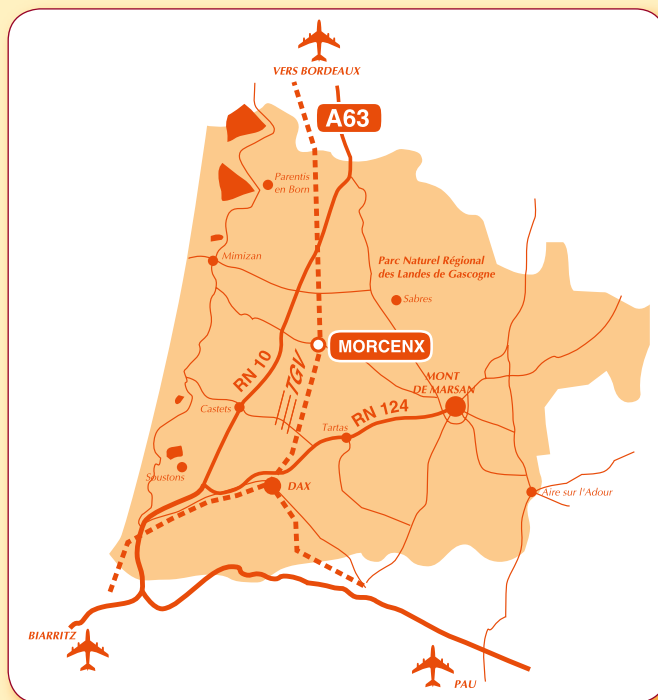 VERS BORDEAUX
A63
Parentis
en Born
Mimizan
Parc Naturel Régional
des Landes de Gascogne
Sabres
MORCENX
RN 10
TGV
MONT
DE MARSAN
Castets
Tartas
RN 124
Soustons
DAX
Aire sur l'Adour
BIARRITZ
PAU